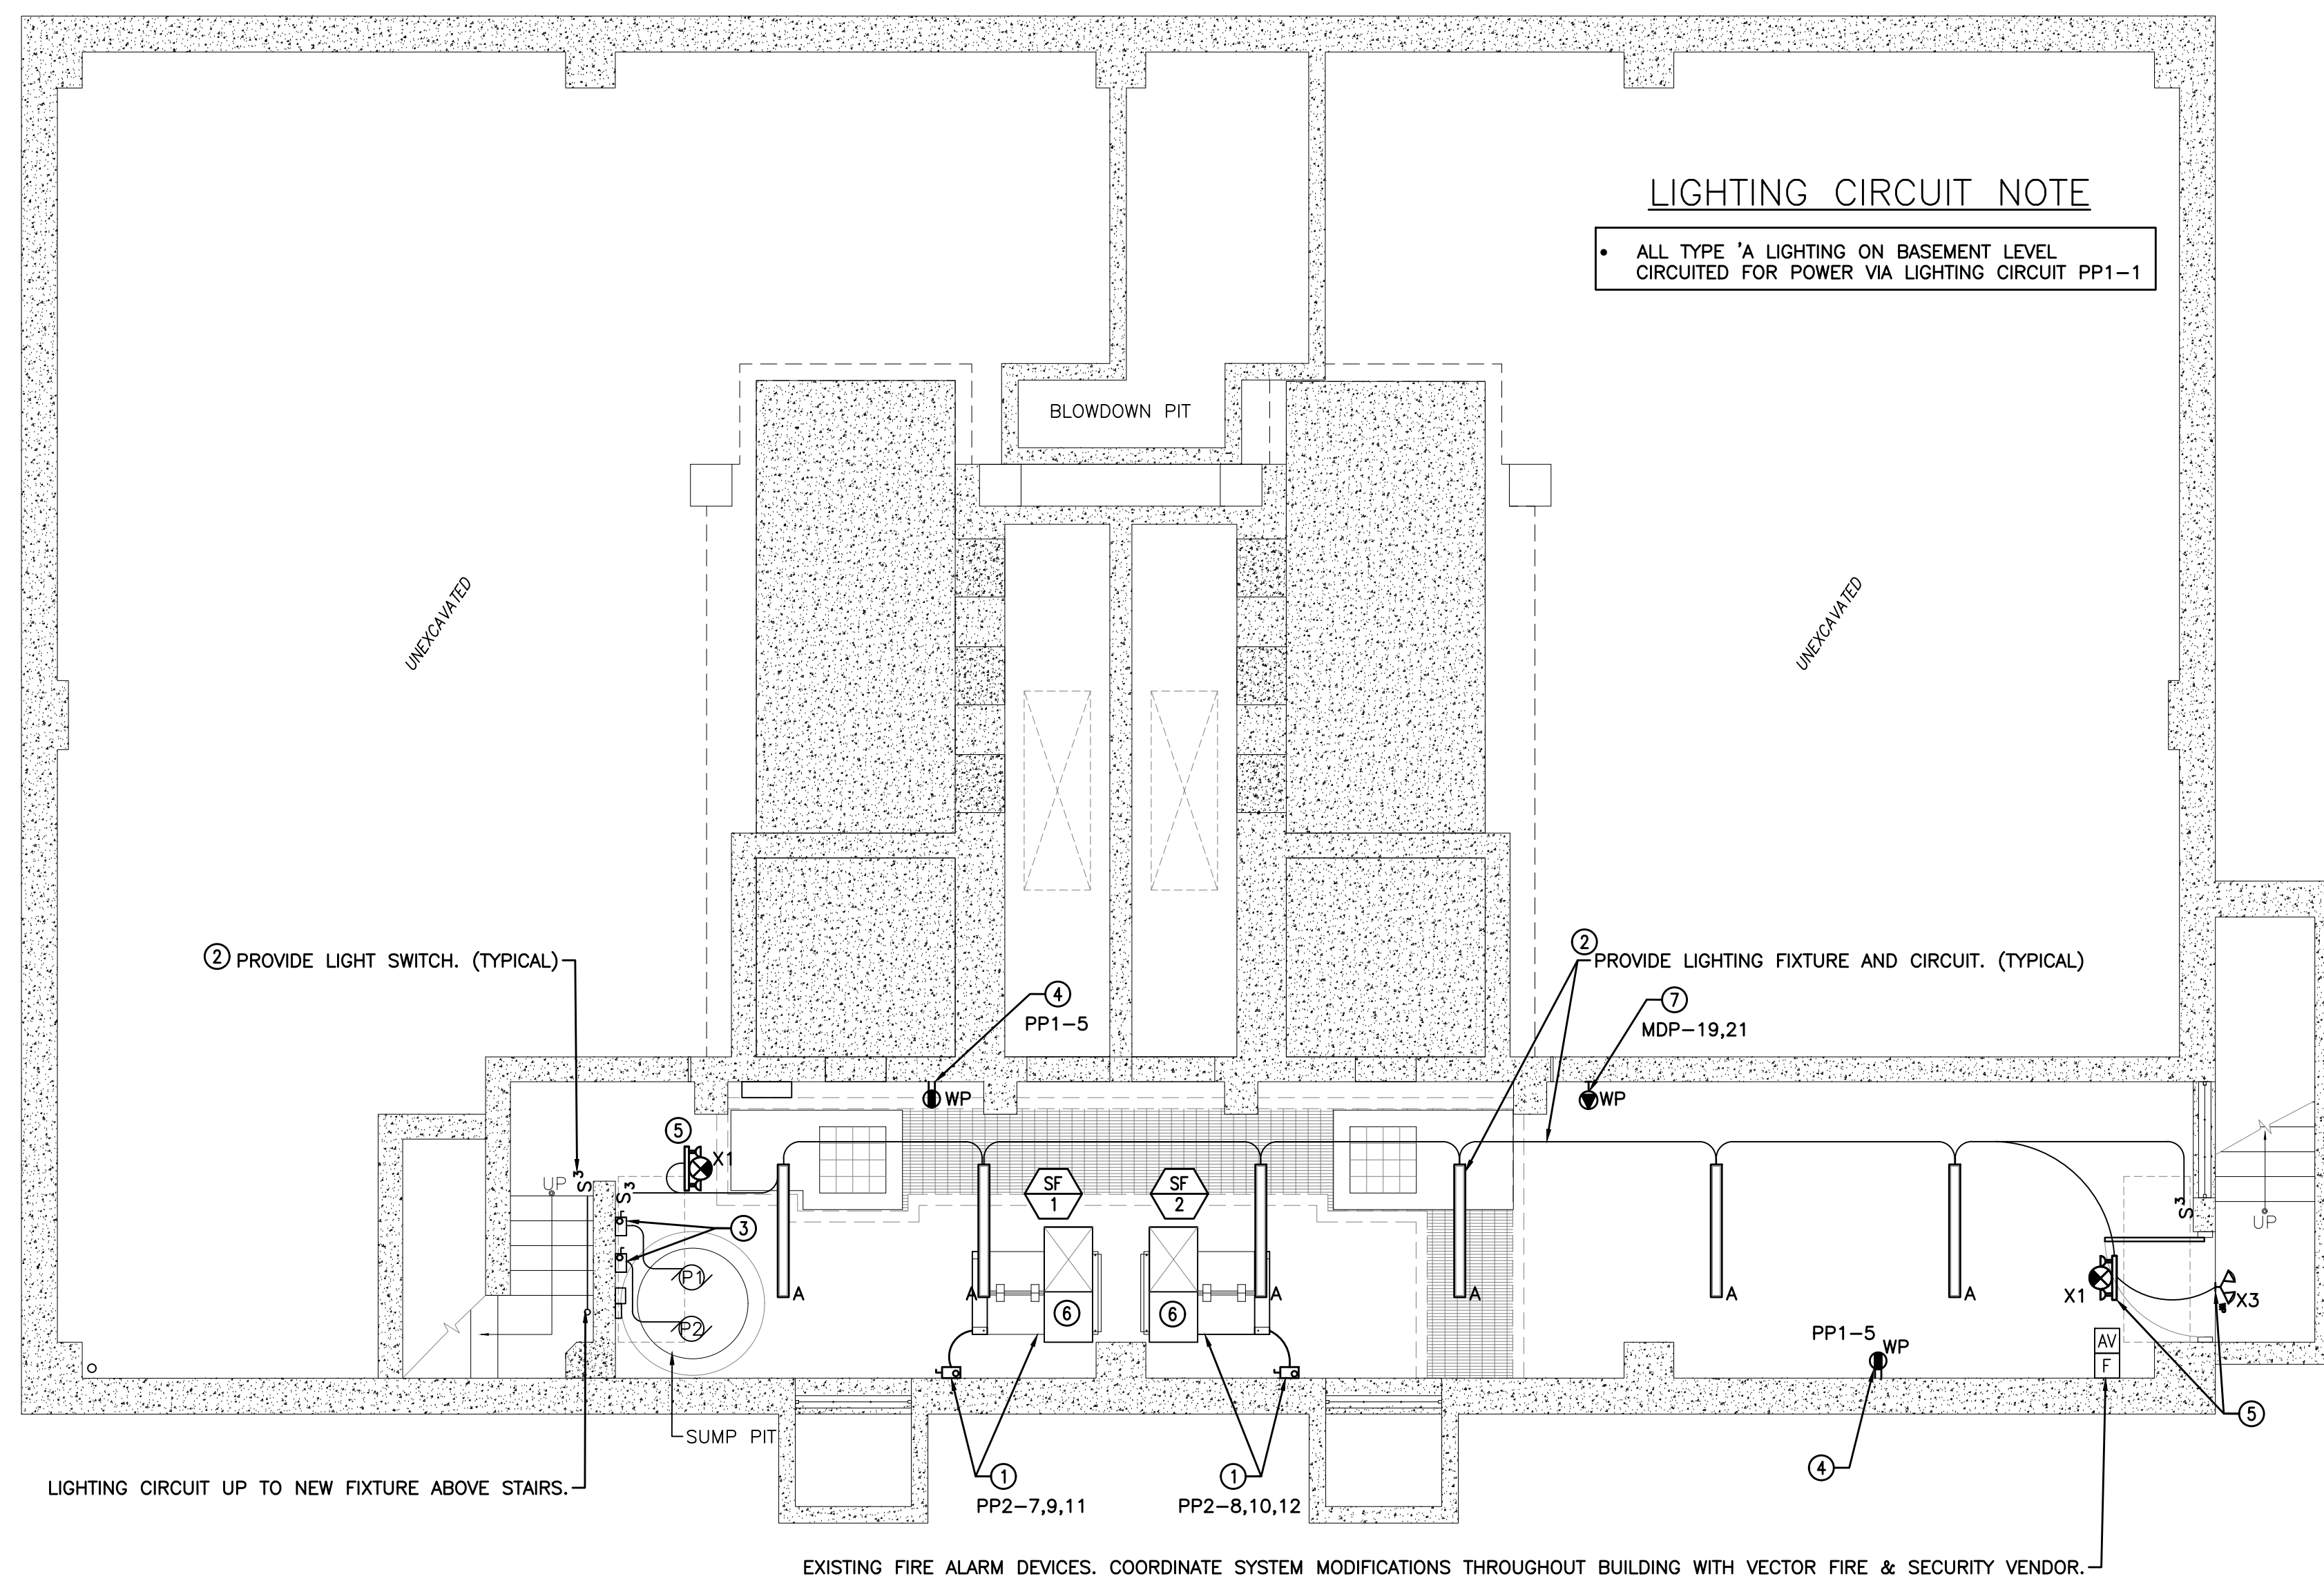 LIGHTING CIRCUIT NOTE
• ALL TYPE 'A LIGHTING ON BASEMENT LEVEL
CIRCUITED FOR POWER VIA LIGHTING CIRCUIT PP1-1
BLOWDOWN PIT
UNEXCAVATED
UNEXCAVATED
2 PROVIDE LIGHT SWITCH. (TYPICAL)
2
PROVIDE LIGHTING FIXTURE AND CIRCUIT. (TYPICAL)
4
PP1-5
7
MDP-19,21
WP
WP
5
X1
UP
S3
S3
3
P1
P2
SF
1
SF
2
6
6
A
A
A
A
A
A
S3
UP
X1
X3
PP1-5
WP
AV
F
5
SUMP PIT
4
1
PP2-7,9,11
1
PP2-8,10,12
LIGHTING CIRCUIT UP TO NEW FIXTURE ABOVE STAIRS.
EXISTING FIRE ALARM DEVICES. COORDINATE SYSTEM MODIFICATIONS THROUGHOUT BUILDING WITH VECTOR FIRE & SECURITY VENDOR.